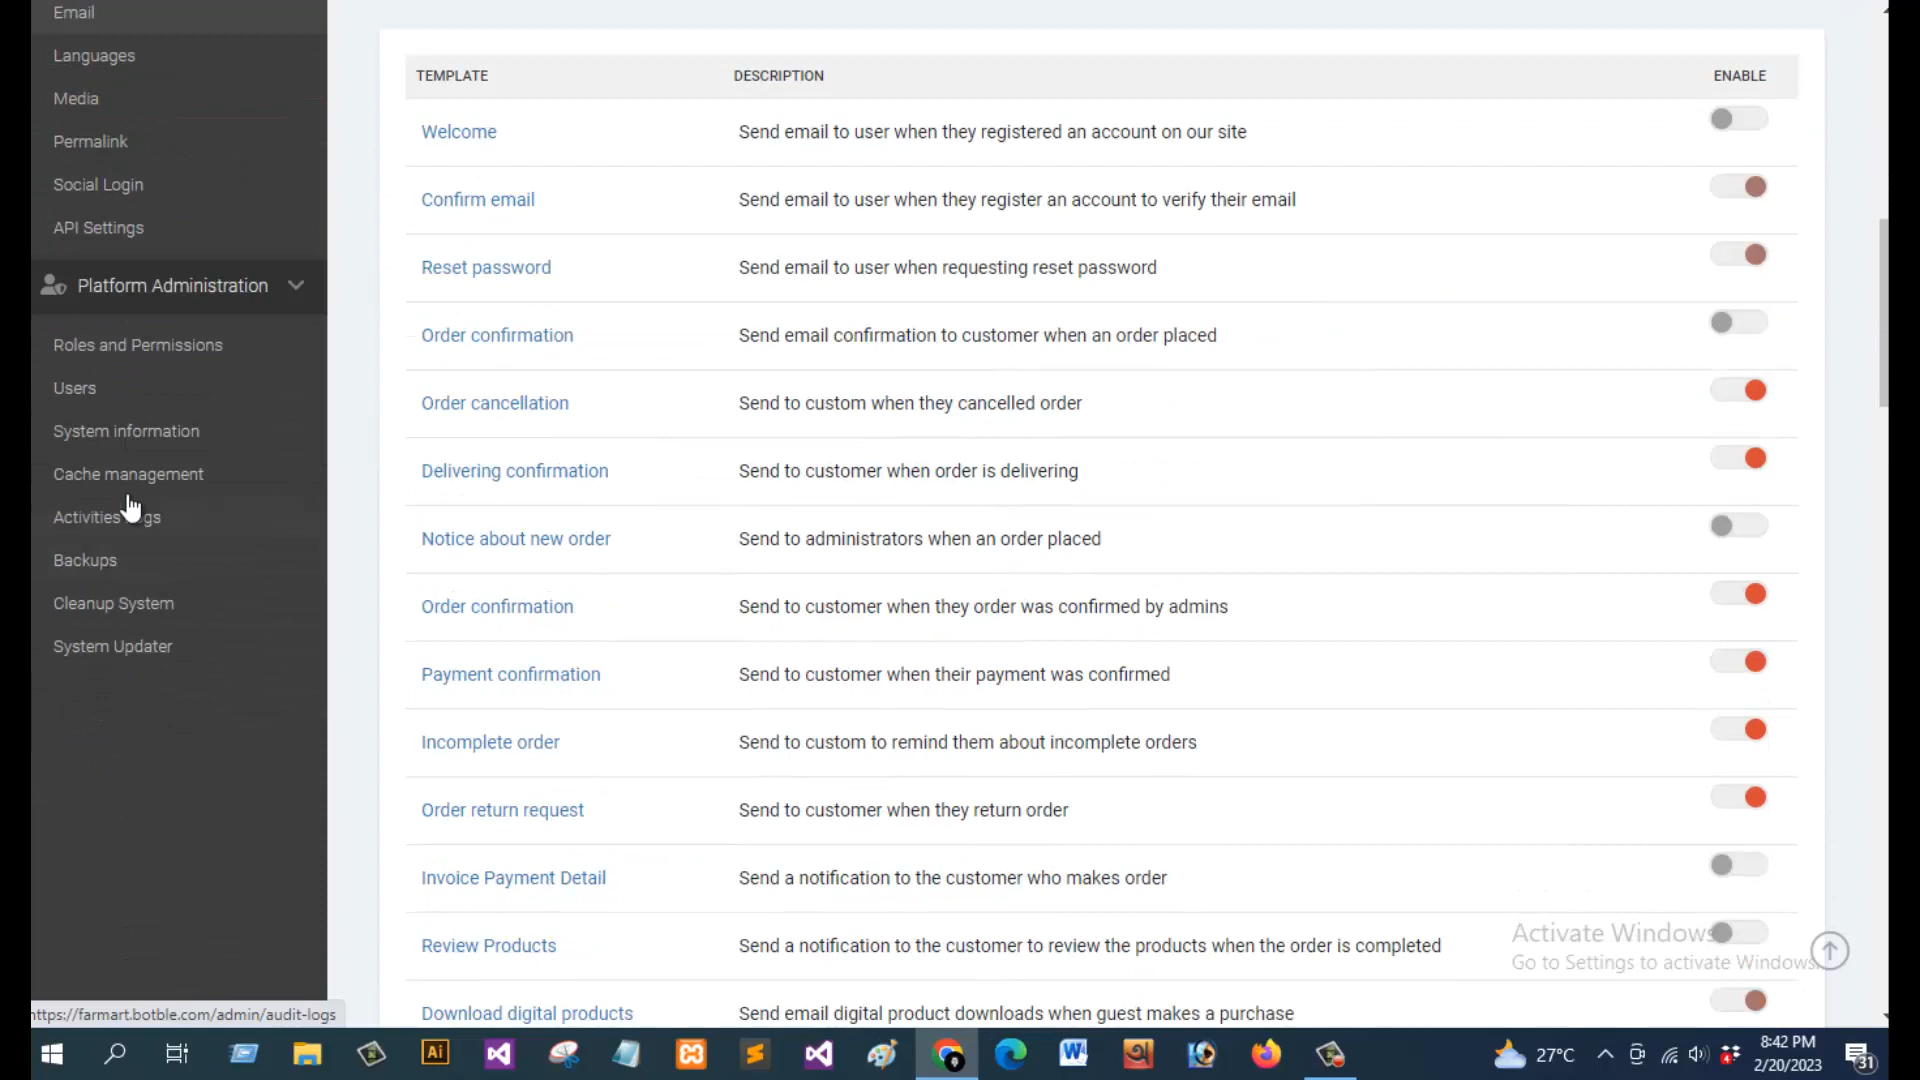 Email
Languages
Media
Permalink
Social Login
API Settings
Platform Administration
Roles and Permissions
Users
System information
Cache management
Activities Logs
Backups
Cleanup System
System Updater
TEMPLATE DESCRIPTION ENABLE
Welcome Send email to user when they registered an account on our site
Confirm email Send email to user when they register an account to verify their email
Reset password Send email to user when requesting reset password
Order confirmation Send email confirmation to customer when an order placed
Order cancellation Send to custom when they cancelled order
Delivering confirmation Send to customer when order is delivering
Notice about new order Send to administrators when an order placed
Order confirmation Send to customer when they order was confirmed by admins
Payment confirmation Send to customer when their payment was confirmed
Incomplete order Send to custom to remind them about incomplete orders
Order return request Send to customer when they return order
Invoice Payment Detail Send a notification to the customer who makes order
Review Products Send a notification to the customer to review the products when the order is completed
Download digital products Send email digital product downloads when guest makes a purchase
Activate Windows
Go to Settings to activate Windows.
https://farmart.botble.com/admin/audit-logs
Ai
W
27°C
4
8:42 PM
2/20/2023
31